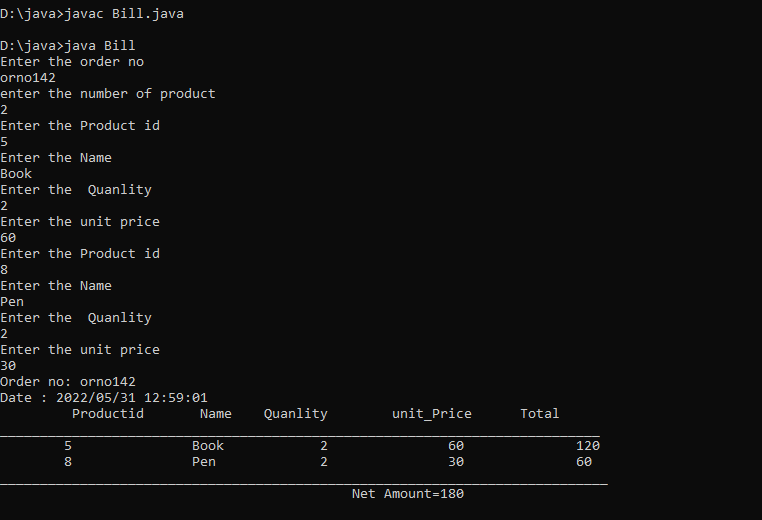 D:\java>javac Bill.java
D:\java>java Bill
Enter the order no
orno142
enter the number of product
2
Enter the Product id
5
Enter the Name
Book
Enter the  Quanlity
2
Enter the unit price
60
Enter the Product id
8
Enter the Name
Pen
Enter the  Quanlity
2
Enter the unit price
30
Order no: orno142
Date : 2022/05/31 12:59:01
Productid Name Quanlity unit_Price Total
5 Book 2 60 120
8 Pen 2 30 60
Net Amount=180